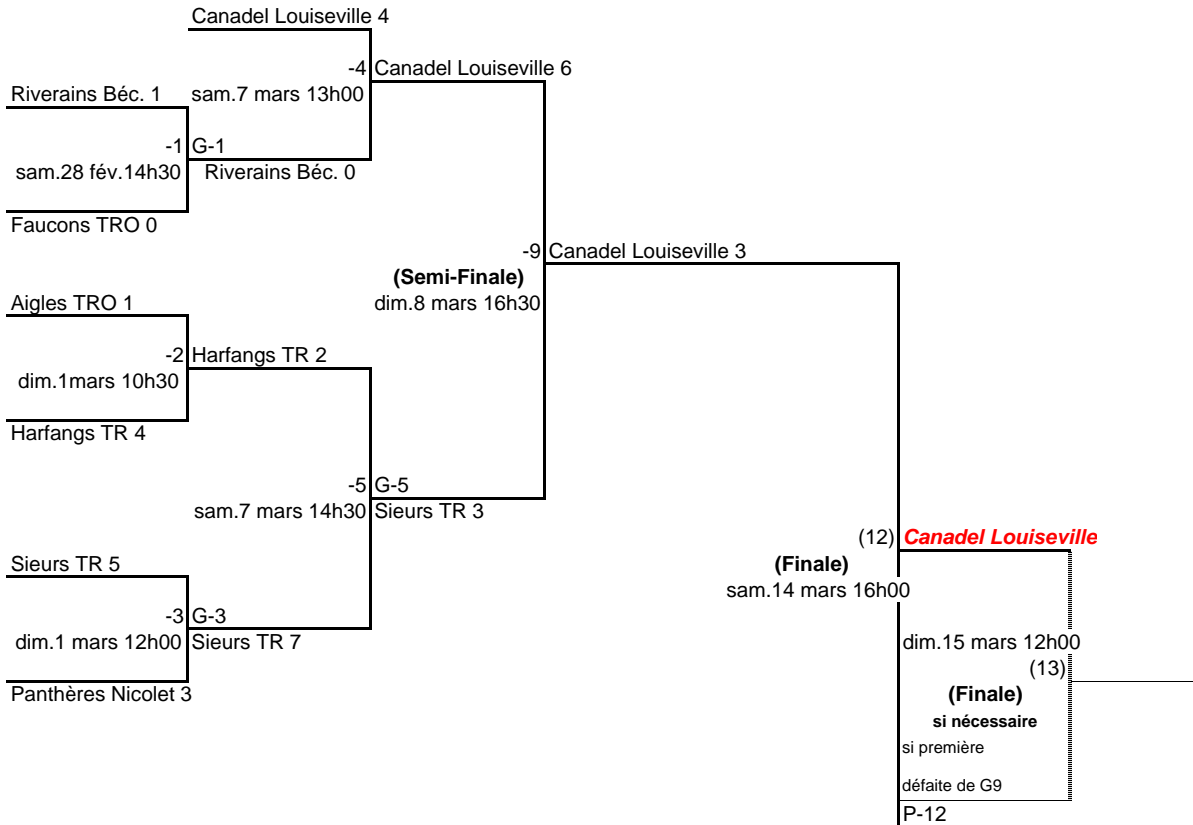 Canadel Louiseville 4
-4 Canadel Louiseville 6
Riverains Béc. 1
sam.7 mars 13h00
-1 G-1
sam.28 fév.14h30
Riverains Béc. 0
Faucons TRO 0
-9 Canadel Louiseville 3
(Semi-Finale)
dim.8 mars 16h30
Aigles TRO 1
-2 Harfangs TR 2
dim.1mars 10h30
Harfangs TR 4
-5 G-5
sam.7 mars 14h30
Sieurs TR 3
(12) Canadel Louiseville
(Finale)
sam.14 mars 16h00
Sieurs TR 5
-3 G-3
dim.1 mars 12h00
Sieurs TR 7
Panthères Nicolet 3
dim.15 mars 12h00
(13)
(Finale)
si nécessaire
si première
défaite de G9
P-12